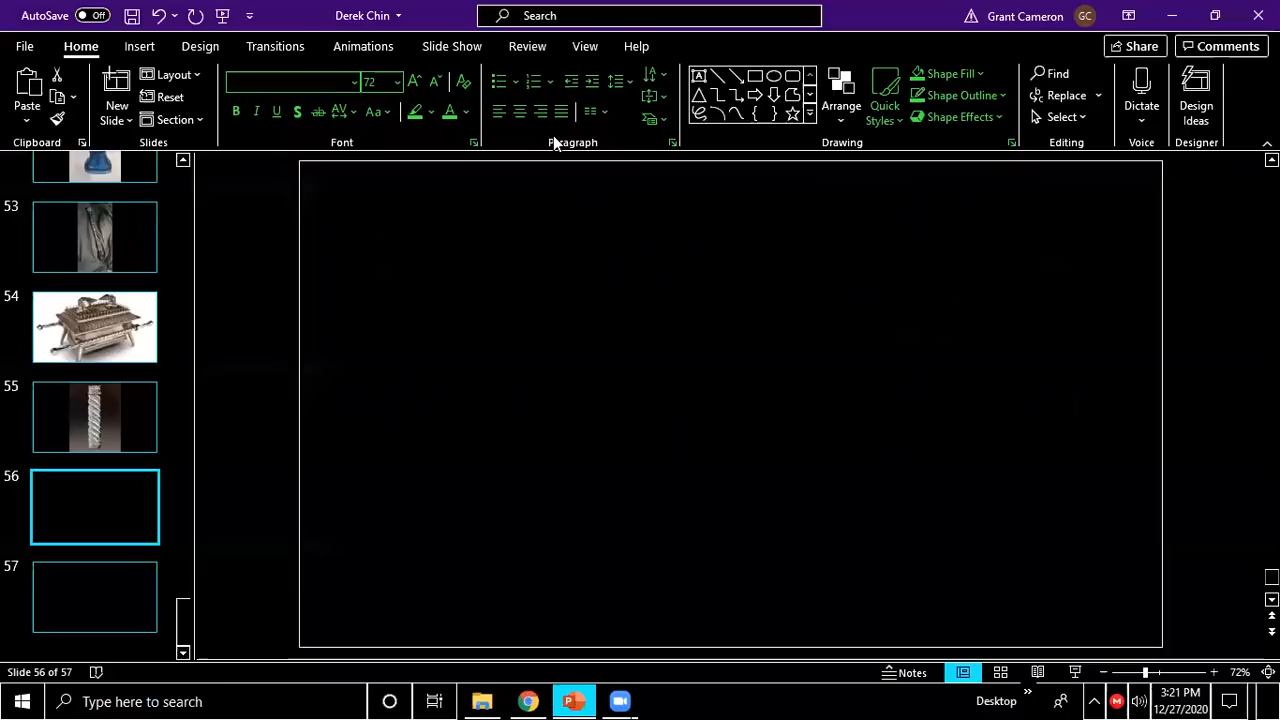 AutoSave Off Derek Chin Search Grant Cameron GC
File Home Insert Design Transitions Animations Slide Show Review View Help Share Comments
Paste New Slide Layout Reset Section 72 Arrange Quick Styles Shape Fill Shape Outline Shape Effects Find Replace Select Dictate Design Ideas
Clipboard Slides Font Paragraph Drawing Editing Voice Designer
53
54
55
56
57
Slide 56 of 57 Notes 72%
Type here to search Desktop 3:21 PM
12/27/2020